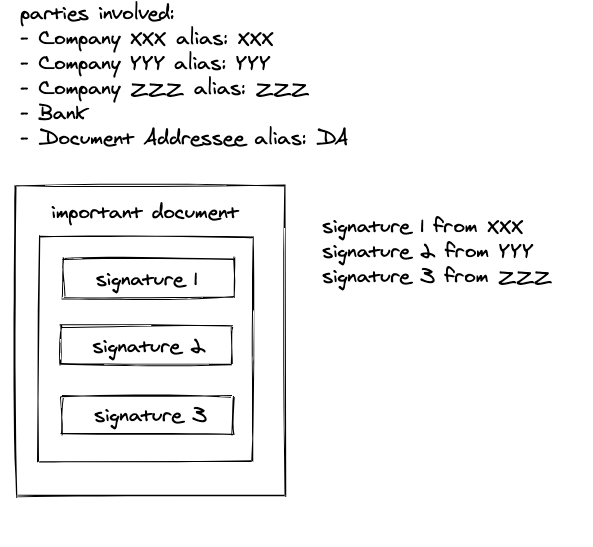 parties involved:
- Company XXX alias: XXX
- Company YYY alias: YYY
- Company ZZZ alias: ZZZ
- Bank
- Document Addressee alias: DA
important document
signature 1
signature 2
signature 3
signature 1 from XXX
signature 2 from YYY
signature 3 from ZZZ